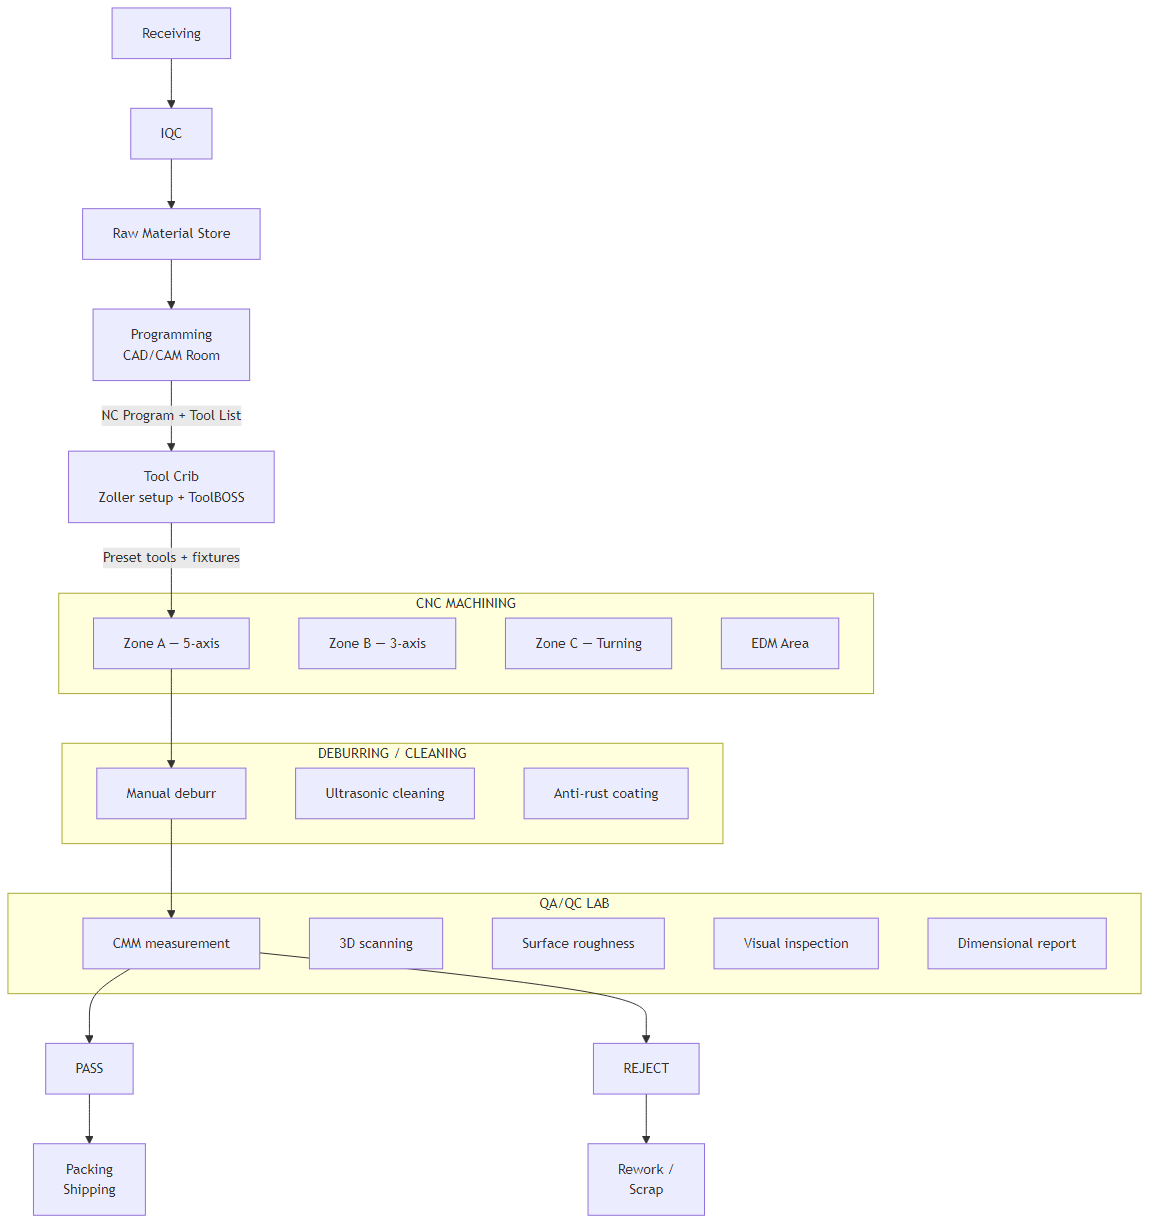 Receiving
IQC
Raw Material Store
Programming
CAD/CAM Room
NC Program + Tool List
Tool Crib
Zoller setup + ToolBOSS
Preset tools + fixtures
CNC MACHINING
Zone A — 5-axis
Zone B — 3-axis
Zone C — Turning
EDM Area
DEBURRING / CLEANING
Manual deburr
Ultrasonic cleaning
Anti-rust coating
QA/QC LAB
CMM measurement
3D scanning
Surface roughness
Visual inspection
Dimensional report
PASS
REJECT
Packing
Shipping
Rework /
Scrap